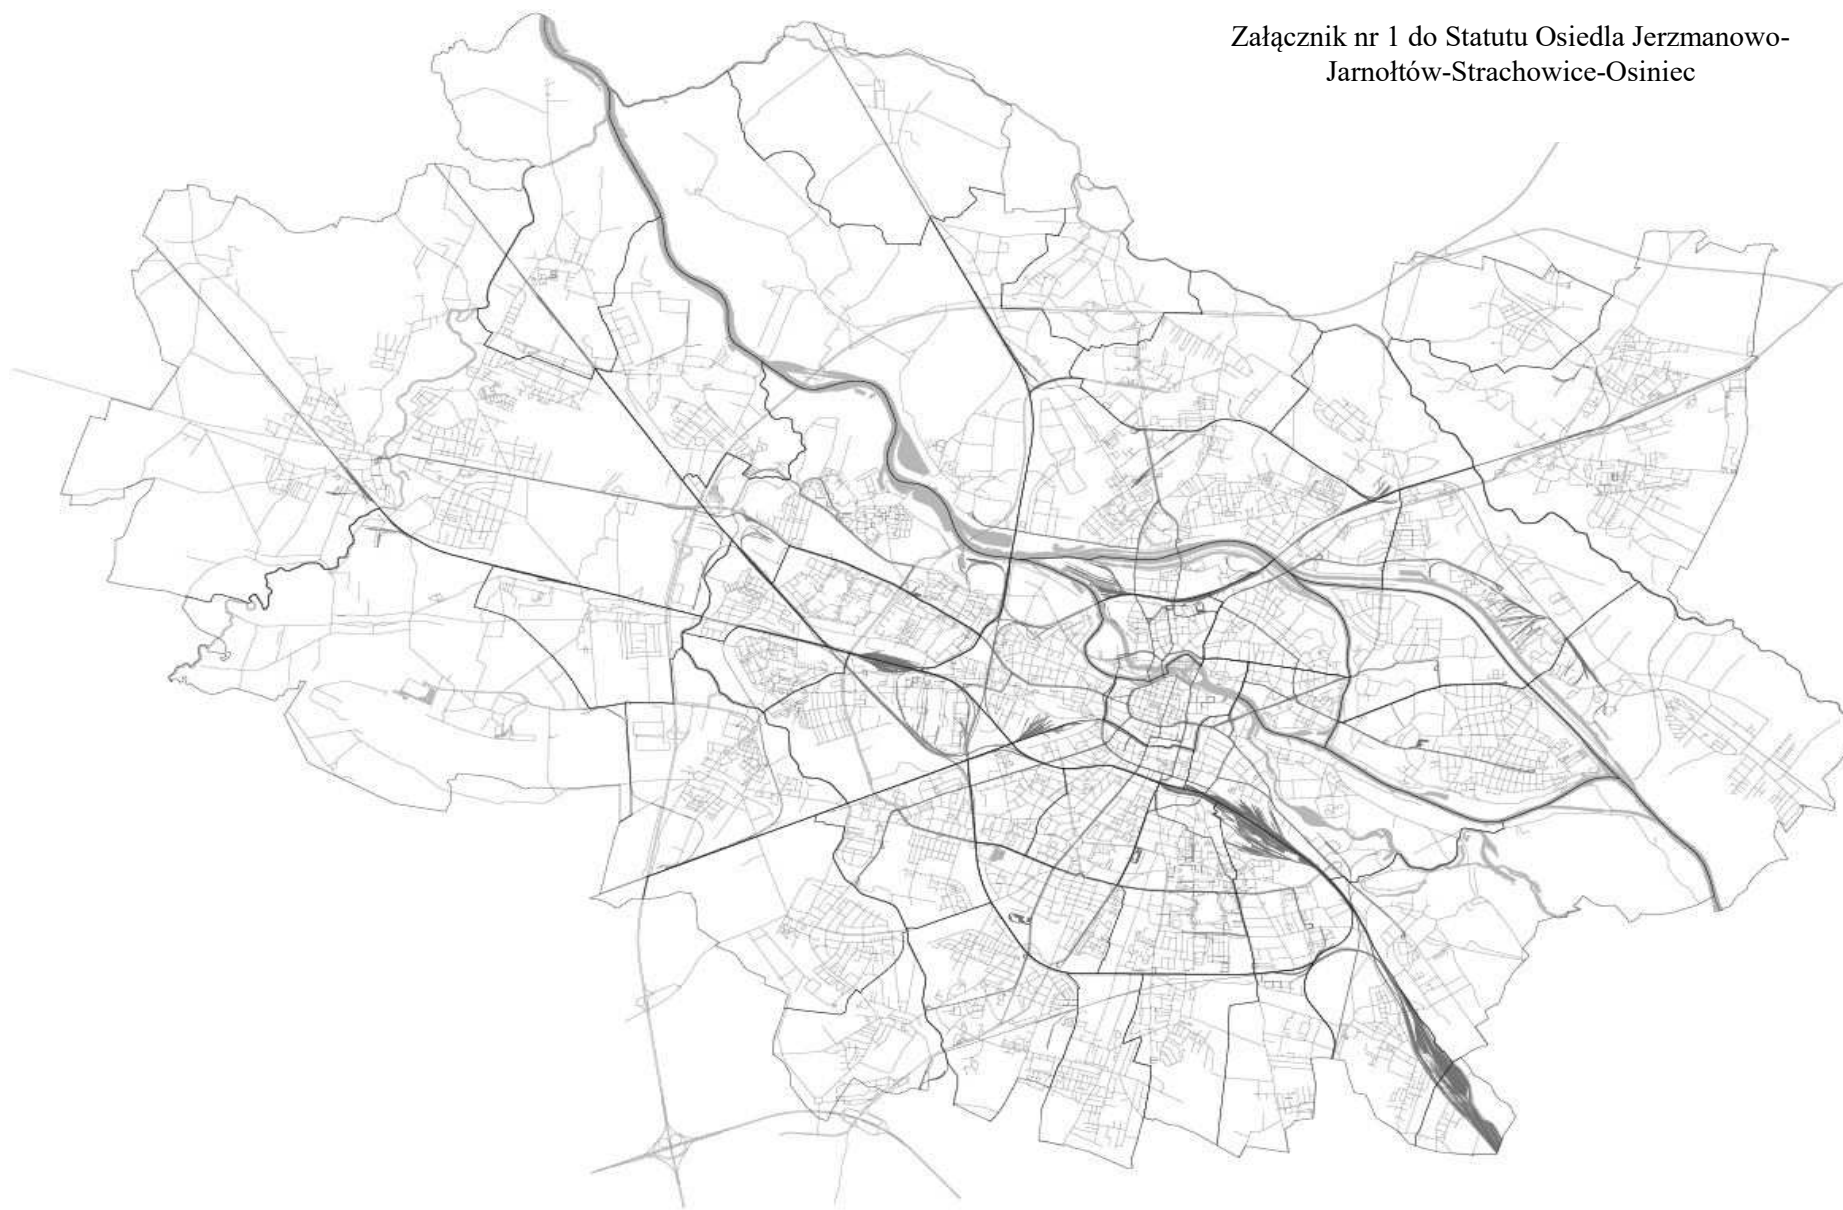 Załącznik nr 1 do Statutu Osiedla Jerzmanowo-
Jarnołtów-Strachowice-Osiniec